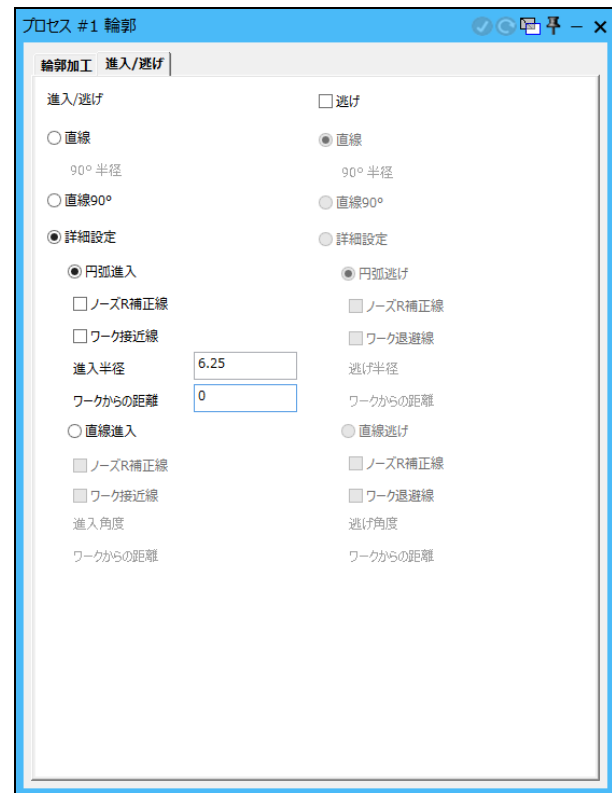 プロセス #1 輪郭
輪郭加工 進入/逃げ
進入/逃げ
直線
90° 半径
直線90°
詳細設定
円弧進入
ノーズR補正線
ワーク接近線
進入半径 6.25
ワークからの距離 0
直線進入
ノーズR補正線
ワーク接近線
進入角度
ワークからの距離
逃げ
直線
90° 半径
直線90°
詳細設定
円弧逃げ
ノーズR補正線
ワーク退避線
逃げ半径
ワークからの距離
直線逃げ
ノーズR補正線
ワーク退避線
逃げ角度
ワークからの距離